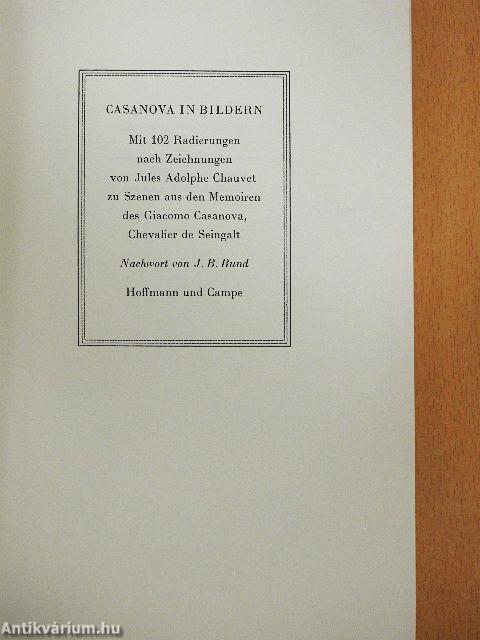 CASANOVA IN BILDERN
Mit 102 Radierungen
nach Zeichnungen
von Jules Adolphe Chauvet
zu Szenen aus den Memoiren
des Giacomo Casanova,
Chevalier de Seingalt
Nachwort von J. B. Rund
Hoffmann und Campe
Antikvárium.hu